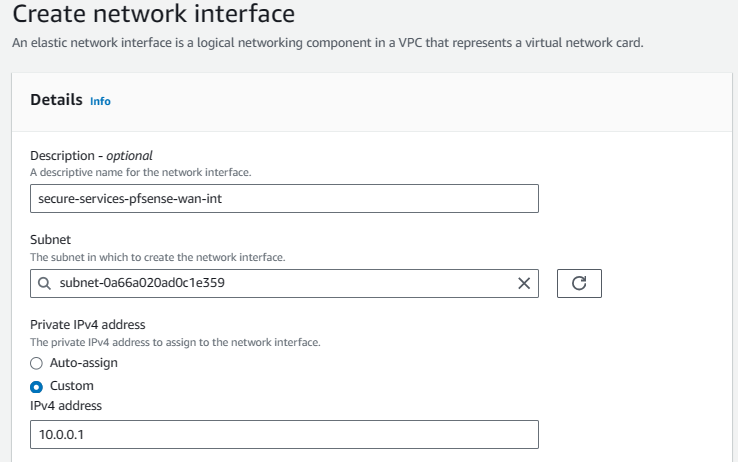 Create network interface
An elastic network interface is a logical networking component in a VPC that represents a virtual network card.
Details Info
Description - optional
A descriptive name for the network interface.
secure-services-pfsense-wan-int
Subnet
The subnet in which to create the network interface.
subnet-0a66a020ad0c1e359
Private IPv4 address
The private IPv4 address to assign to the network interface.
Auto-assign
Custom
IPv4 address
10.0.0.1